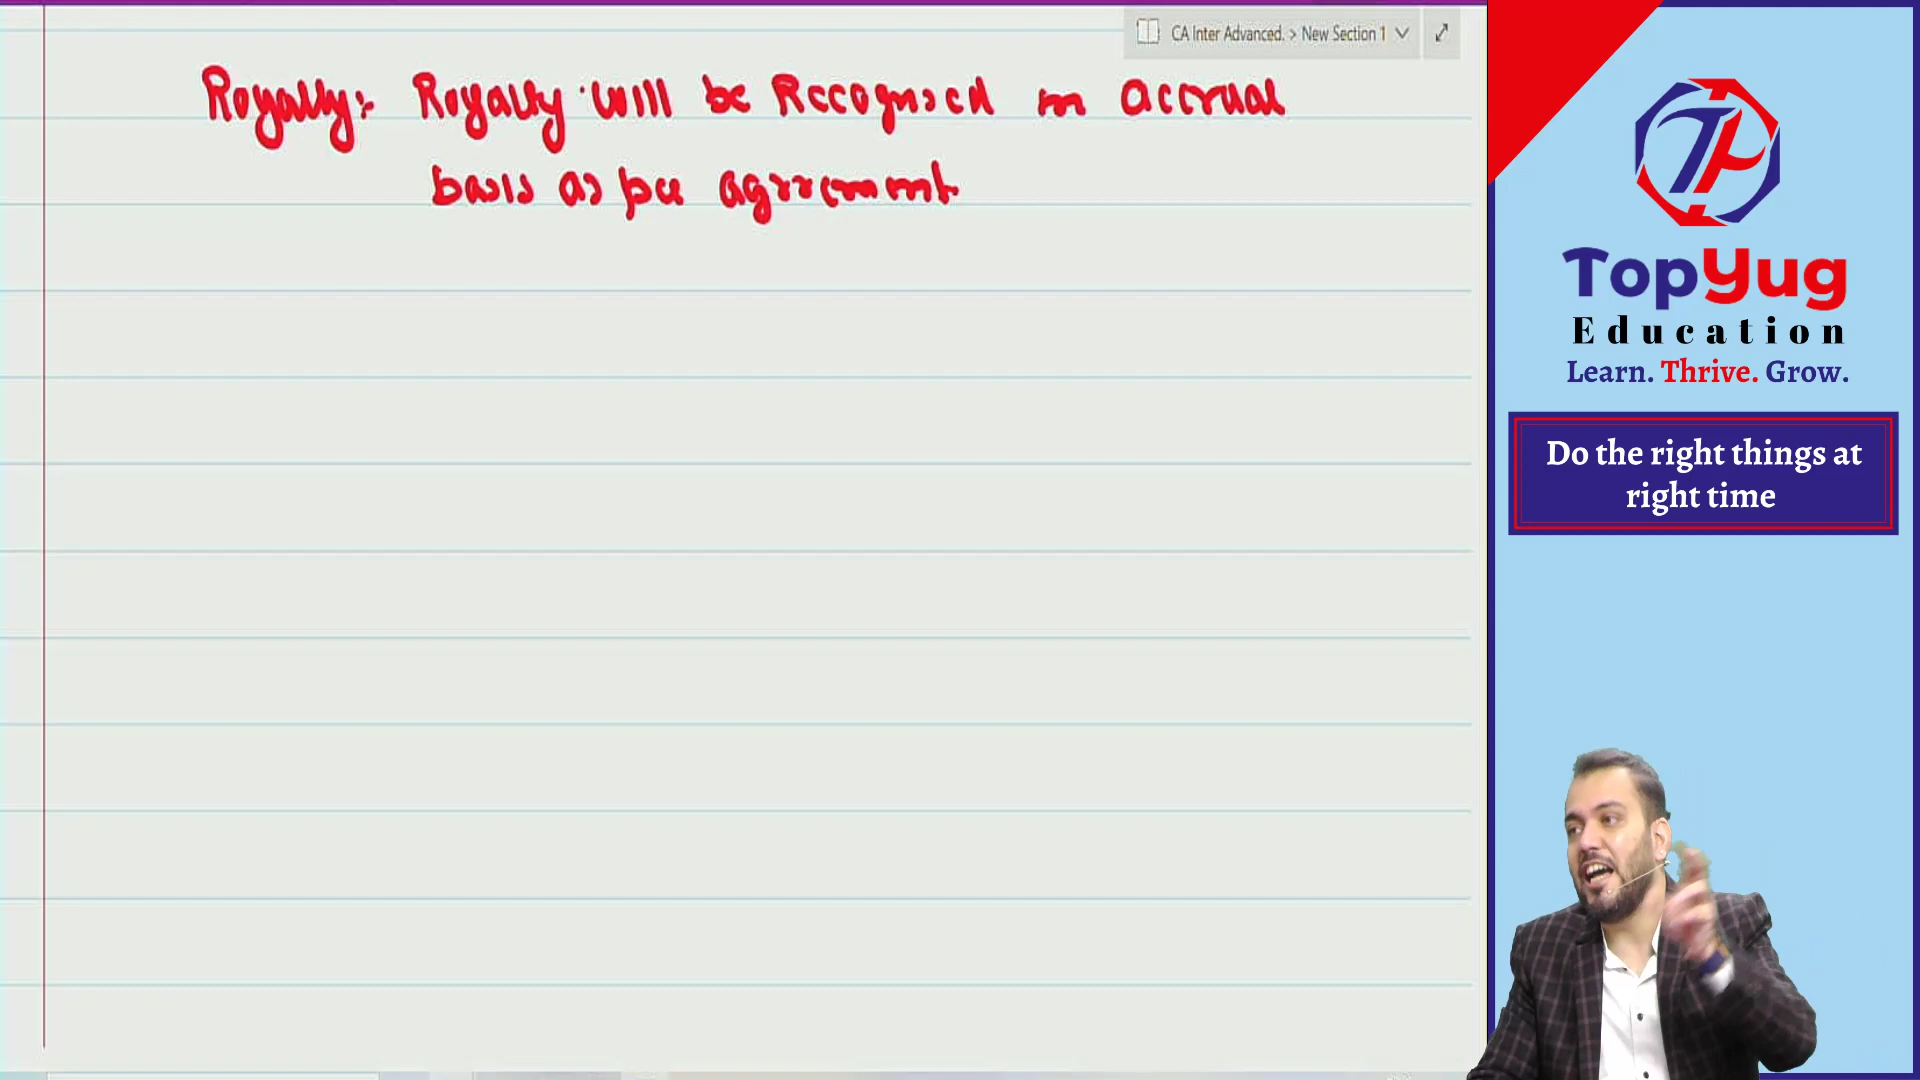 CA Inter Advanced. > New Section 1
Royalty:- Royalty will be Recognised on accrual
basis as per agreement.
TopYug
Education
Learn. Thrive. Grow.
Do the right things at
right time